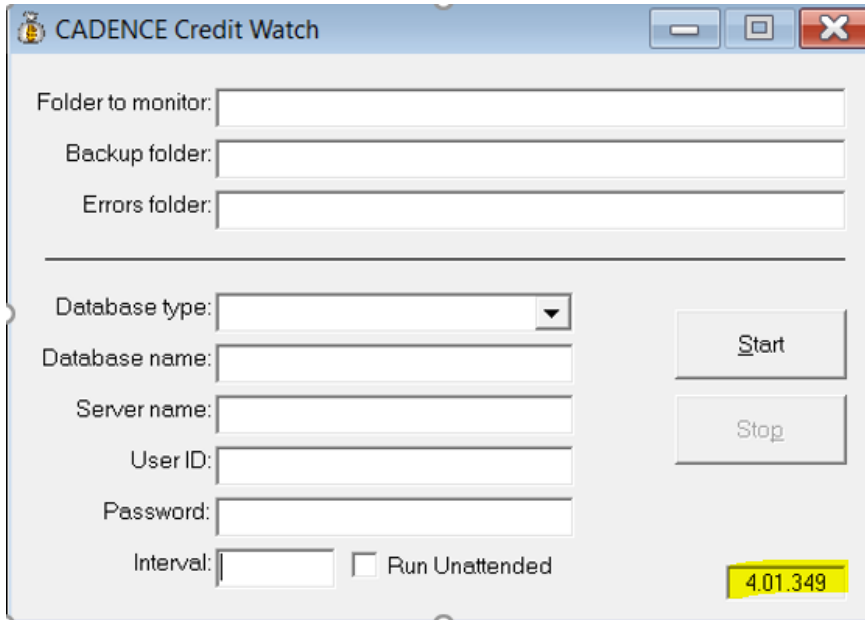 CADENCE Credit Watch
Folder to monitor:
Backup folder:
Errors folder:
Database type:
Database name:
Start
Server name:
Stop
User ID:
Password:
Interval:
Run Unattended
4.01.349